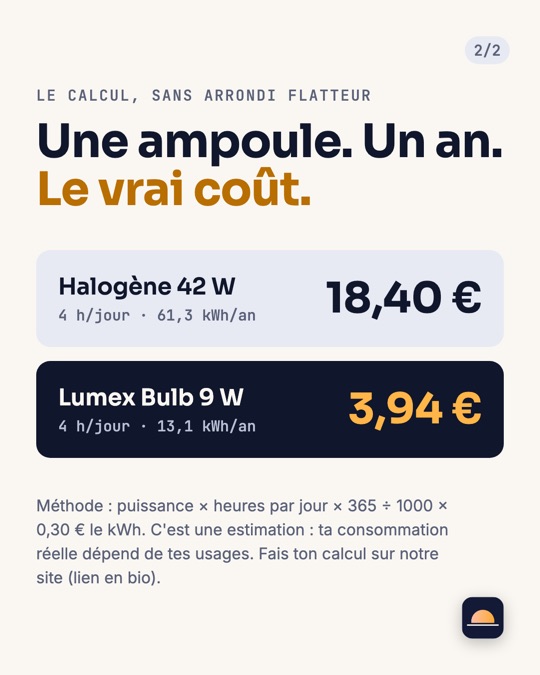 2/2
LE CALCUL, SANS ARRONDI FLATTEUR
Une ampoule. Un an.
Le vrai coût.
Halogène 42 W
4 h/jour · 61,3 kWh/an
18,40 €
Lumex Bulb 9 W
4 h/jour · 13,1 kWh/an
3,94 €
Méthode : puissance × heures par jour × 365 ÷ 1000 ×
0,30 € le kWh. C'est une estimation : ta consommation
réelle dépend de tes usages. Fais ton calcul sur notre
site (lien en bio).